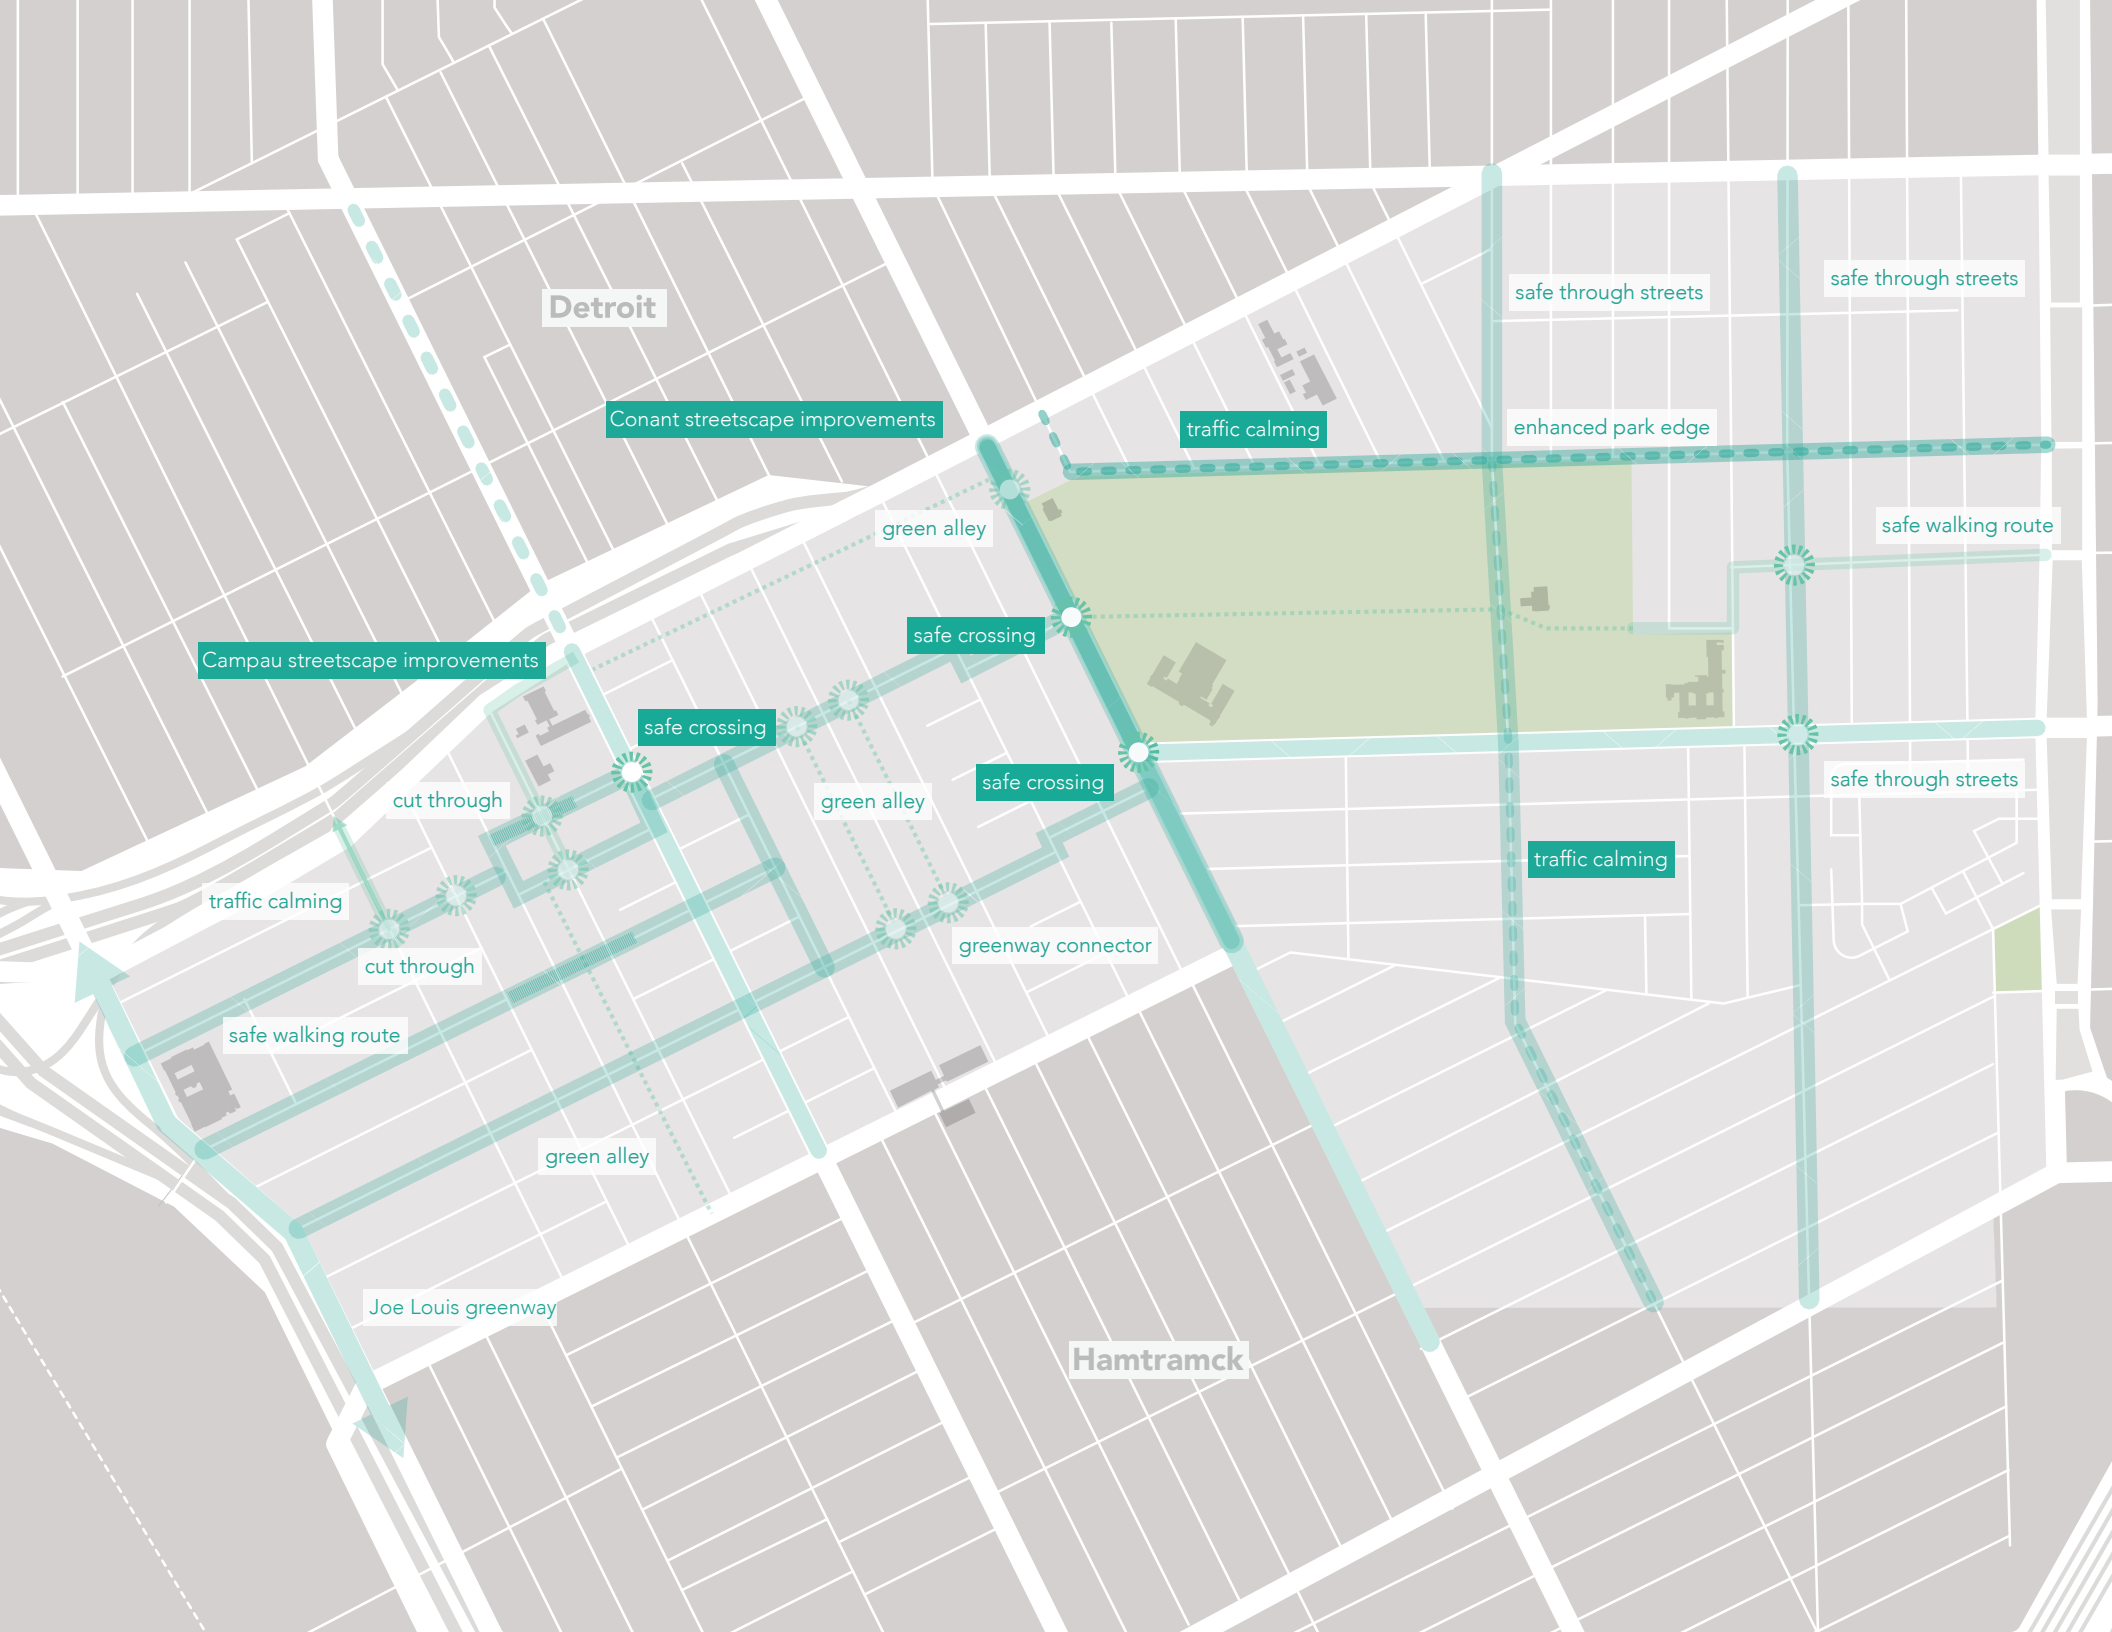 safe through streets
safe through streets
Detroit
Conant streetscape improvements
traffic calming
enhanced park edge
green alley
safe walking route
safe crossing
Campau streetscape improvements
safe crossing
safe crossing
safe through streets
cut through
green alley
traffic calming
traffic calming
greenway connector
cut through
safe walking route
green alley
Joe Louis greenway
Hamtramck